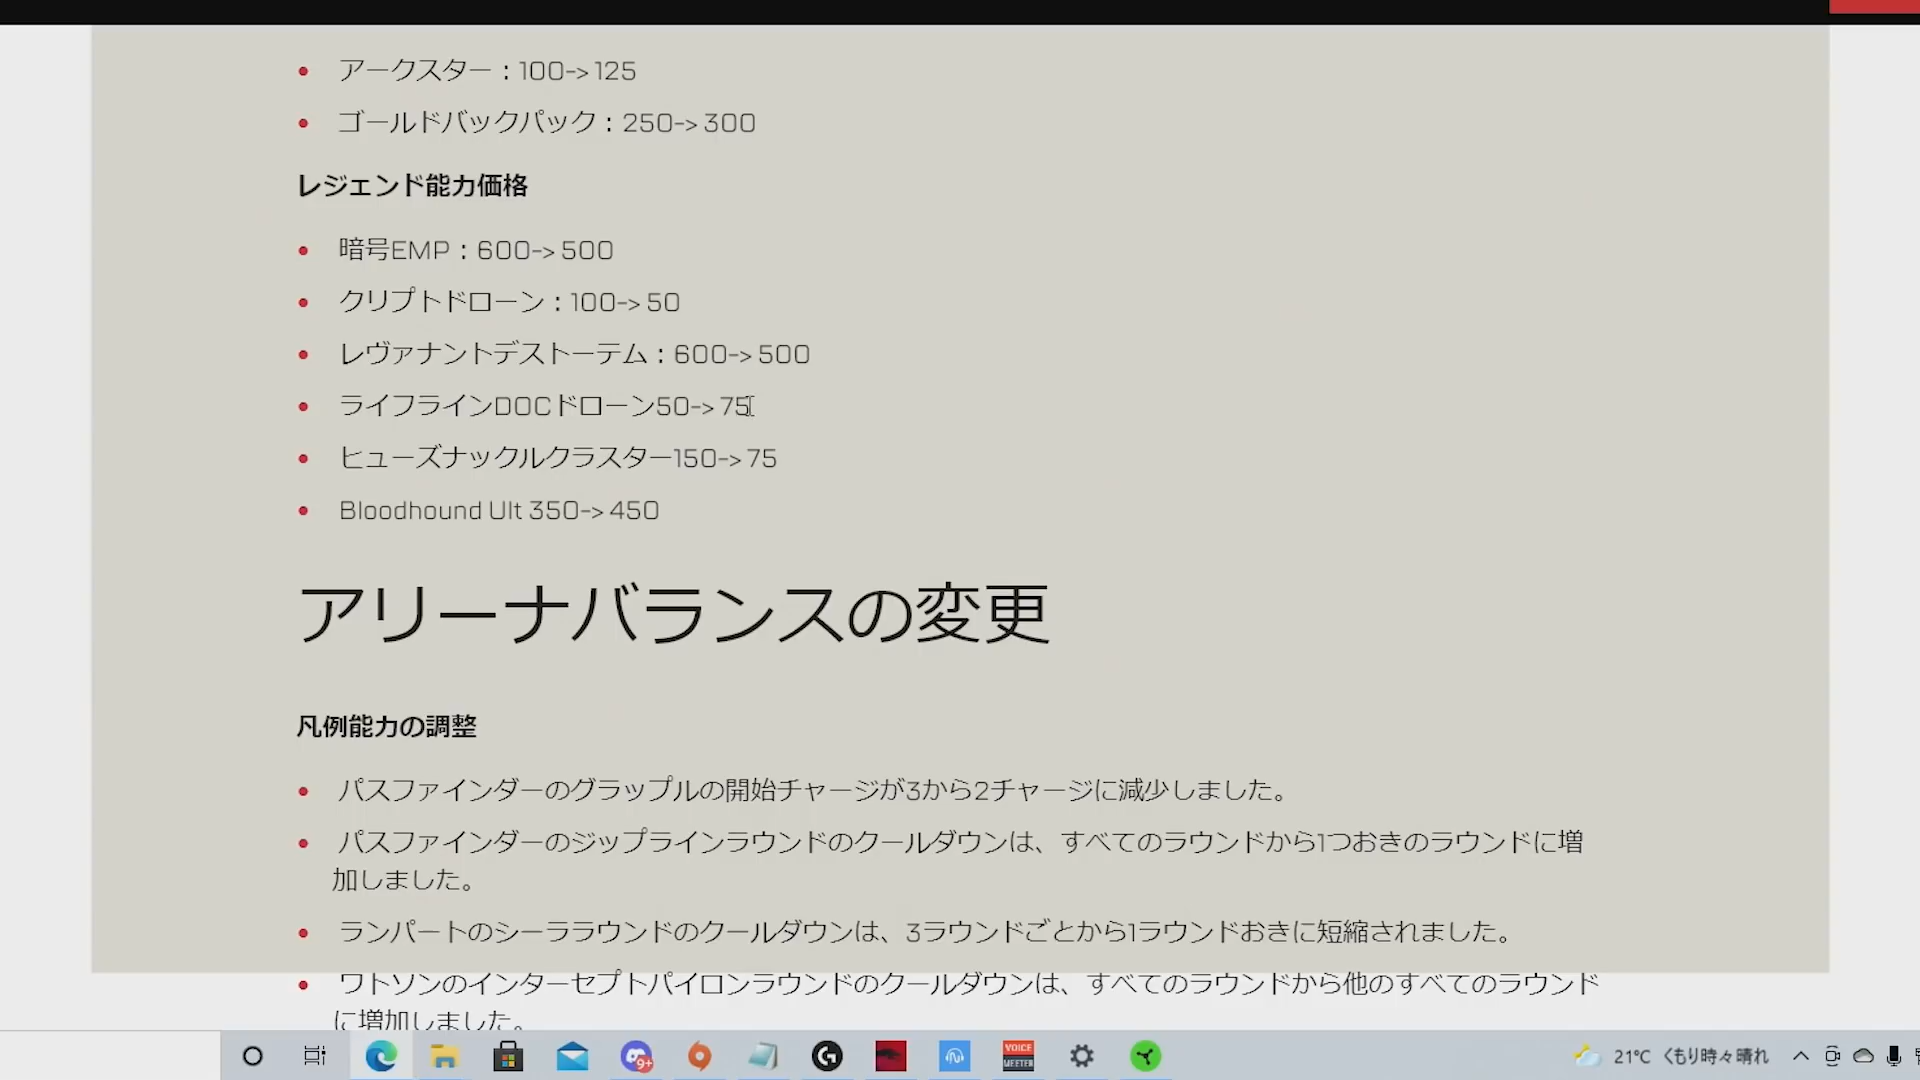 アークスター：100->125
ゴールドバックパック：250->300
レジェンド能力価格
暗号EMP：600->500
クリプトドローン：100->50
レヴァナントデストーテム：600->500
ライフラインDOCドローン50->75
ヒューズナックルクラスター150->75
Bloodhound Ult 350->450
アリーナバランスの変更
凡例能力の調整
パスファインダーのグラップルの開始チャージが3から2チャージに減少しました。
パスファインダーのジップラインラウンドのクールダウンは、すべてのラウンドから1つおきのラウンドに増
加しました。
ランパートのシーララウンドのクールダウンは、3ラウンドごとから1ラウンドおきに短縮されました。
ワトソンのインターセプトパイロンラウンドのクールダウンは、すべてのラウンドから他のすべてのラウンド
に増加しました。
9+
VOICE
MEETER
21°C くもり時々晴れ